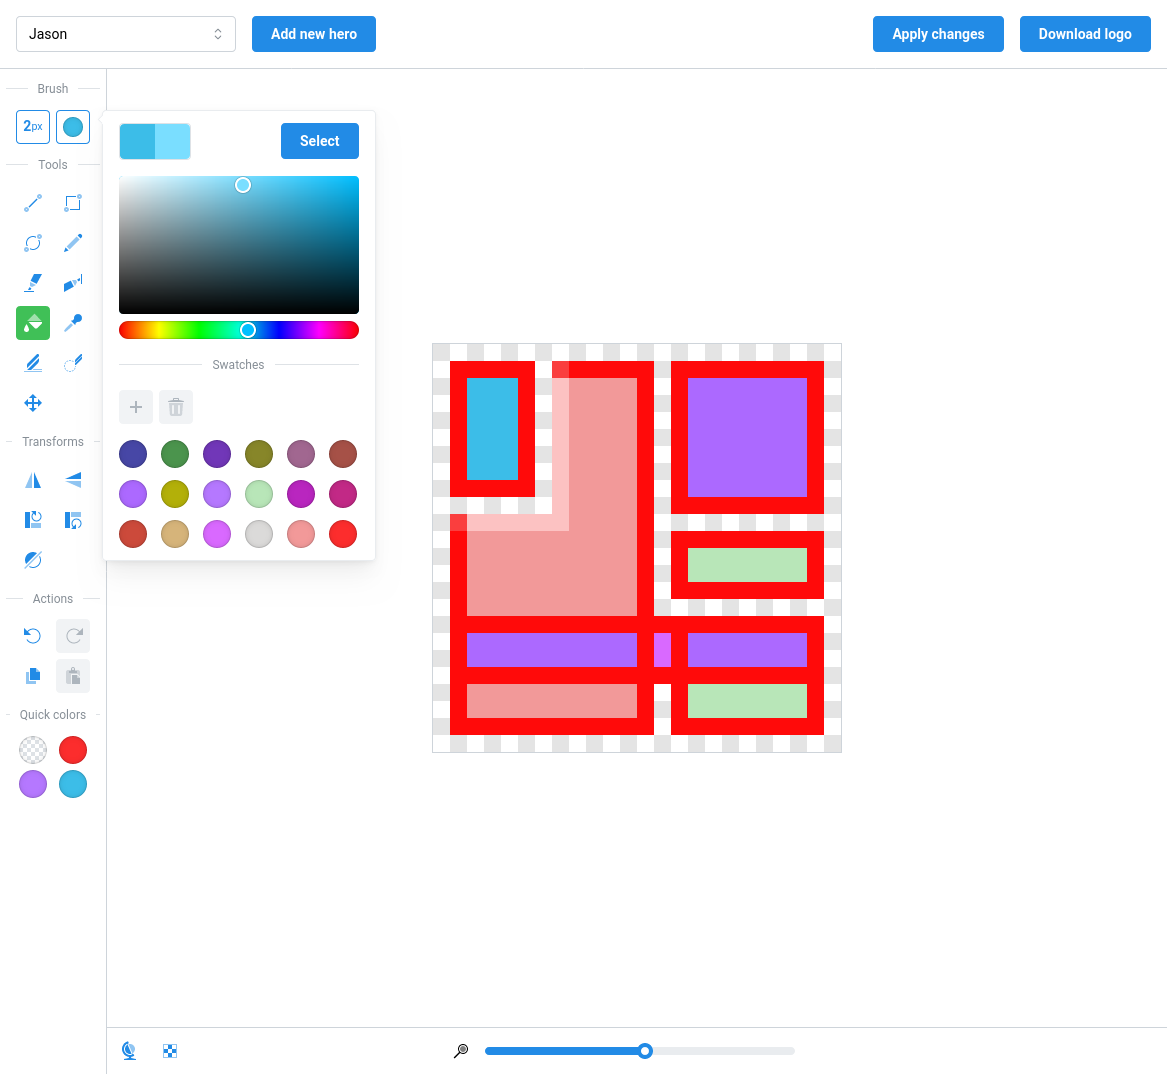 Jason
Add new hero
Apply changes
Download logo
Brush
2px
Select
Tools
Swatches
Transforms
Actions
Quick colors